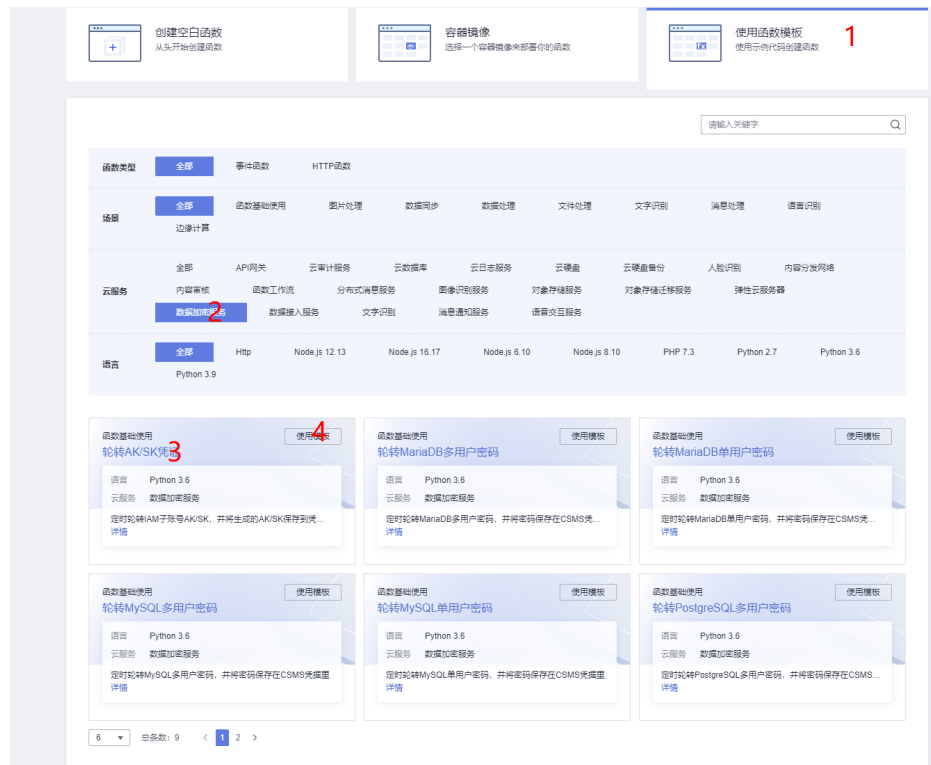 创建空白函数
从头开始创建函数
容器镜像
选择一个容器镜像来部署你的函数
使用函数模板
使用示例代码创建函数
1
请输入关键字
函数类型 全部 事件函数 HTTP函数
场景 全部 函数基础使用 图片处理 数据同步 数据处理 文件处理 文字识别 消息处理 语言识别
边缘计算
云服务 全部 API网关 云审计服务 云数据库 云日志服务 云硬盘 云硬盘备份 人脸识别 内容分发网络
内容审核 函数工作流 分布式消息服务 图像识别服务 对象存储服务 对象存储迁移服务 弹性云服务器
数据加密服务 2 数据接入服务 文字识别 消息通知服务 语音交互服务
语言 全部 Http Node.js 12.13 Node.js 16.17 Node.js 6.10 Node.js 8.10 PHP 7.3 Python 2.7 Python 3.6
Python 3.9
函数基础使用 使用模板 4
轮转AK/SK凭证 3
语言 Python 3.6
云服务 数据加密服务
定时轮转IAM子账号AK/SK，并将生成的AK/SK保存到凭...
详情
函数基础使用 使用模板
轮转MariaDB多用户密码
语言 Python 3.6
云服务 数据加密服务
定时轮转MariaDB多用户密码，并将密码保存在CSMS凭...
详情
函数基础使用 使用模板
轮转MariaDB单用户密码
语言 Python 3.6
云服务 数据加密服务
定时轮转MariaDB单用户密码，并将密码保存在CSMS凭...
详情
函数基础使用 使用模板
轮转MySQL多用户密码
语言 Python 3.6
云服务 数据加密服务
定时轮转MySQL多用户密码，并将密码保存在CSMS凭据里
详情
函数基础使用 使用模板
轮转MySQL单用户密码
语言 Python 3.6
云服务 数据加密服务
定时轮转MySQL单用户密码，并将密码保存在CSMS凭据里
详情
函数基础使用 使用模板
轮转PostgreSQL多用户密码
语言 Python 3.6
云服务 数据加密服务
定时轮转PostgreSQL多用户密码，并将密码保存在CSMS...
详情
6 总条数：9 < 1 2 >